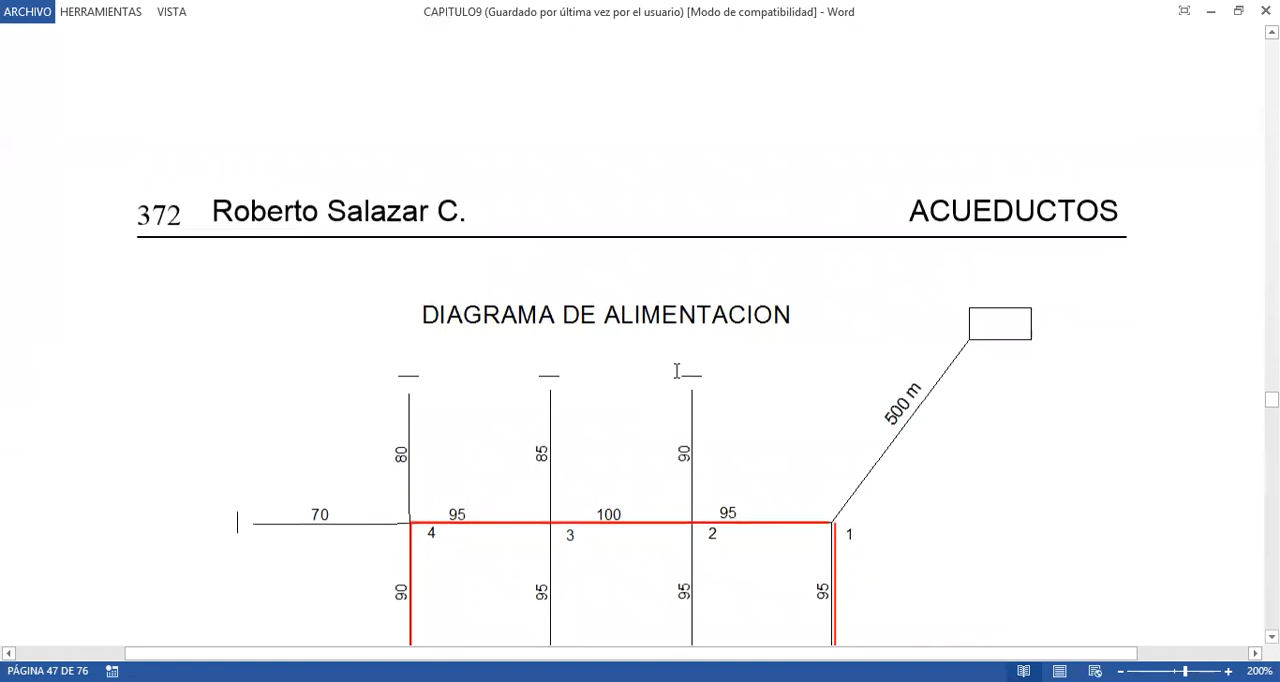 ARCHIVO HERRAMIENTAS VISTA CAPITULO9 (Guardado por última vez por el usuario) [Modo de compatibilidad] - Word
372 Roberto Salazar C. ACUEDUCTOS
DIAGRAMA DE ALIMENTACION
500 m
80 85 90
70 95 100 95
4 3 2 1
90 95 95 95
PÁGINA 47 DE 76 200%